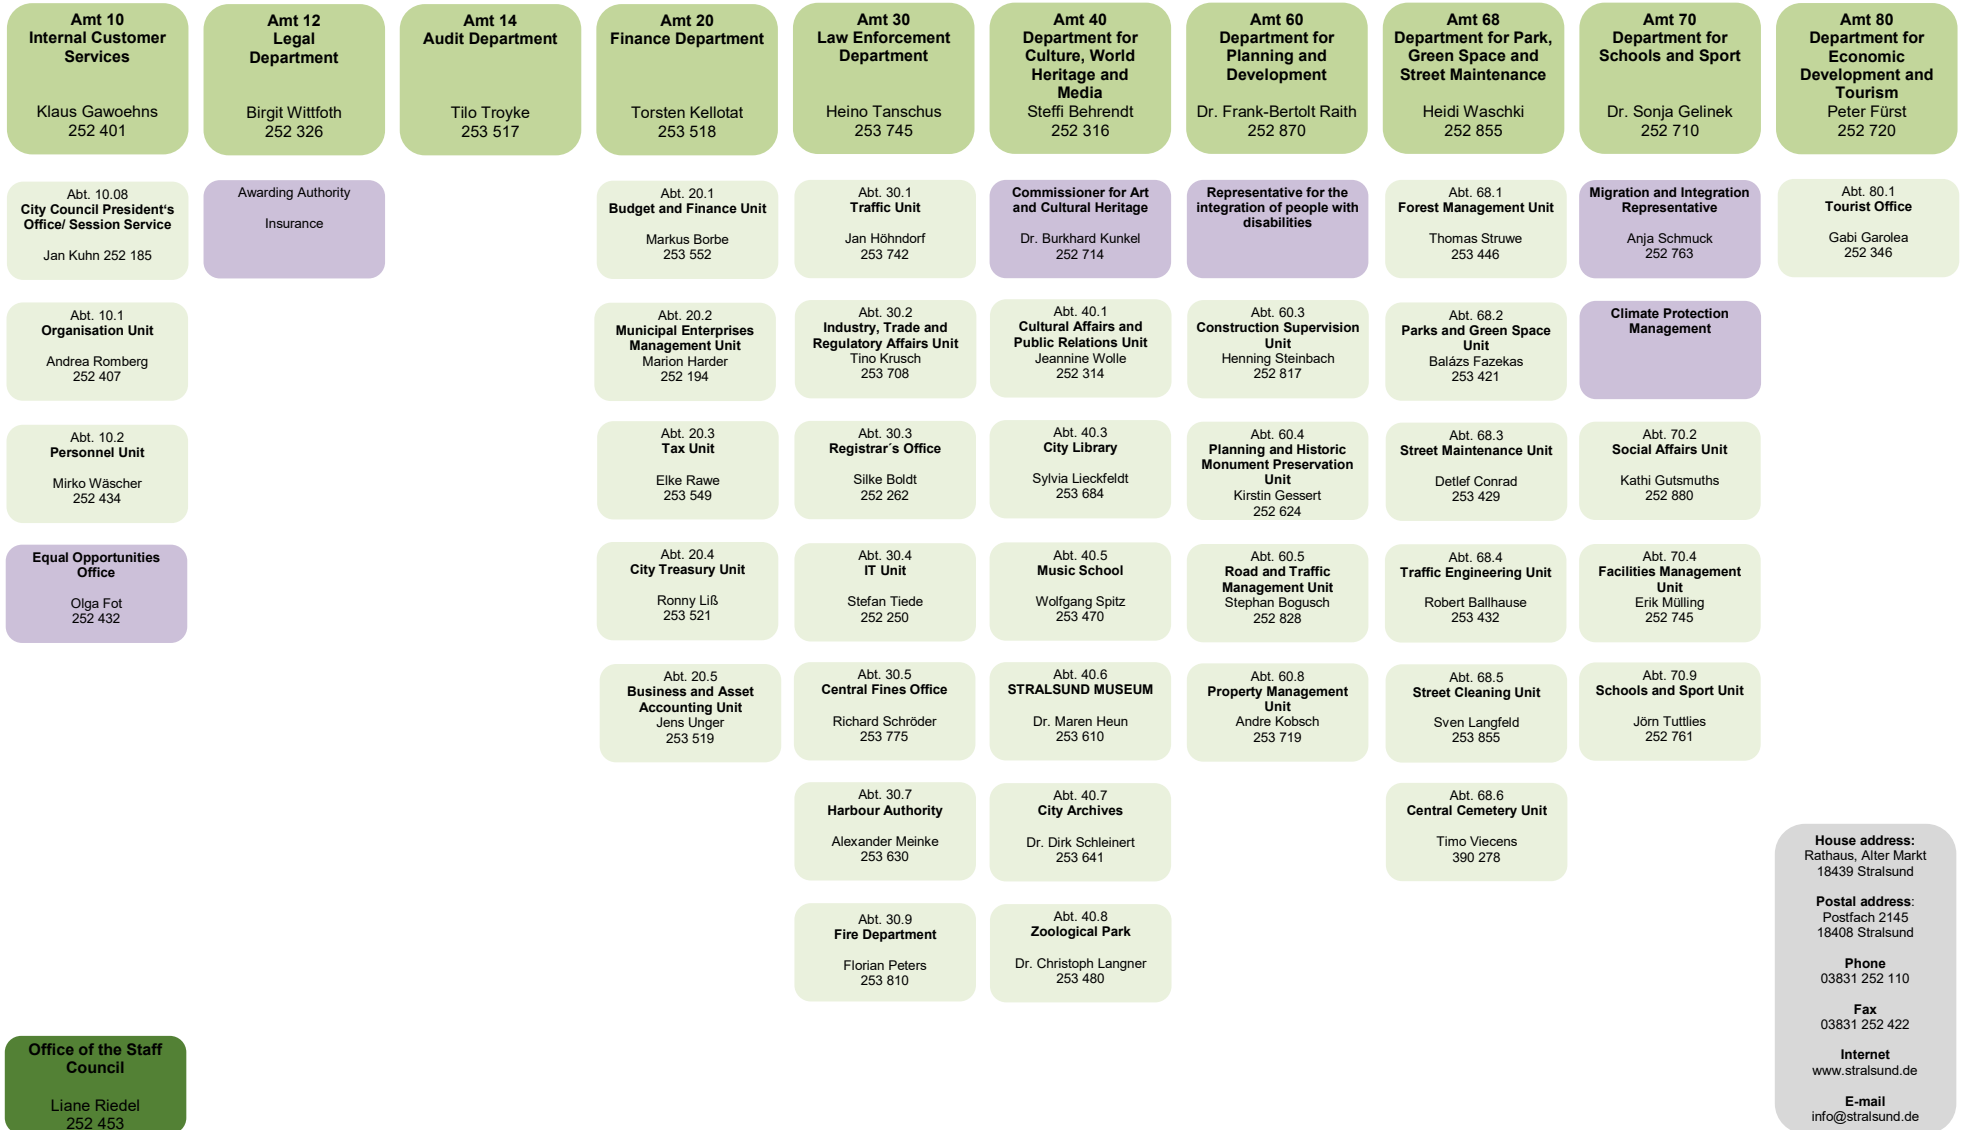 Amt 10
Internal Customer
Services
Klaus Gawoehns
252 401
Amt 12
Legal
Department
Birgit Wittfoth
252 326
Amt 14
Audit Department
Tilo Troyke
253 517
Amt 20
Finance Department
Torsten Kellotat
253 518
Amt 30
Law Enforcement
Department
Heino Tanschus
253 745
Amt 40
Department for
Culture, World
Heritage and
Media
Steffi Behrendt
252 316
Amt 60
Department for
Planning and
Development
Dr. Frank-Bertolt Raith
252 870
Amt 68
Department for Park,
Green Space and
Street Maintenance
Heidi Waschki
252 855
Amt 70
Department for
Schools and Sport
Dr. Sonja Gelinek
252 710
Amt 80
Department for
Economic
Development and
Tourism
Peter Fürst
252 720
Abt. 10.08
City Council President‘s
Office/ Session Service
Jan Kuhn 252 185
Awarding Authority
Insurance
Abt. 20.1
Budget and Finance Unit
Markus Borbe
253 552
Abt. 30.1
Traffic Unit
Jan Höhndorf
253 742
Commissioner for Art
and Cultural Heritage
Dr. Burkhard Kunkel
252 714
Representative for the
integration of people with
disabilities
Abt. 68.1
Forest Management Unit
Thomas Struwe
253 446
Migration and Integration
Representative
Anja Schmuck
252 763
Abt. 80.1
Tourist Office
Gabi Garolea
252 346
Abt. 10.1
Organisation Unit
Andrea Romberg
252 407
Abt. 20.2
Municipal Enterprises
Management Unit
Marion Harder
252 194
Abt. 30.2
Industry, Trade and
Regulatory Affairs Unit
Tino Krusch
253 708
Abt. 40.1
Cultural Affairs and
Public Relations Unit
Jeannine Wolle
252 314
Abt. 60.3
Construction Supervision
Unit
Henning Steinbach
252 817
Abt. 68.2
Parks and Green Space
Unit
Balázs Fazekas
253 421
Climate Protection
Management
Abt. 10.2
Personnel Unit
Mirko Wäscher
252 434
Abt. 20.3
Tax Unit
Elke Rawe
253 549
Abt. 30.3
Registrar´s Office
Silke Boldt
252 262
Abt. 40.3
City Library
Sylvia Lieckfeldt
253 684
Abt. 60.4
Planning and Historic
Monument Preservation
Unit
Kirstin Gessert
252 624
Abt. 68.3
Street Maintenance Unit
Detlef Conrad
253 429
Abt. 70.2
Social Affairs Unit
Kathi Gutsmuths
252 880
Equal Opportunities
Office
Olga Fot
252 432
Abt. 20.4
City Treasury Unit
Ronny Liß
253 521
Abt. 30.4
IT Unit
Stefan Tiede
252 250
Abt. 40.5
Music School
Wolfgang Spitz
253 470
Abt. 60.5
Road and Traffic
Management Unit
Stephan Bogusch
252 828
Abt. 68.4
Traffic Engineering Unit
Robert Ballhause
253 432
Abt. 70.4
Facilities Management
Unit
Erik Mülling
252 745
Abt. 20.5
Business and Asset
Accounting Unit
Jens Unger
253 519
Abt. 30.5
Central Fines Office
Richard Schröder
253 775
Abt. 40.6
STRALSUND MUSEUM
Dr. Maren Heun
253 610
Abt. 60.8
Property Management
Unit
Andre Kobsch
253 719
Abt. 68.5
Street Cleaning Unit
Sven Langfeld
253 855
Abt. 70.9
Schools and Sport Unit
Jörn Tuttlies
252 761
Abt. 30.7
Harbour Authority
Alexander Meinke
253 630
Abt. 40.7
City Archives
Dr. Dirk Schleinert
253 641
Abt. 68.6
Central Cemetery Unit
Timo Viecens
390 278
Abt. 30.9
Fire Department
Florian Peters
253 810
Abt. 40.8
Zoological Park
Dr. Christoph Langner
253 480
Office of the Staff
Council
Liane Riedel
252 453
House address:
Rathaus, Alter Markt
18439 Stralsund
Postal address:
Postfach 2145
18408 Stralsund
Phone
03831 252 110
Fax
03831 252 422
Internet
www.stralsund.de
E-mail
info@stralsund.de